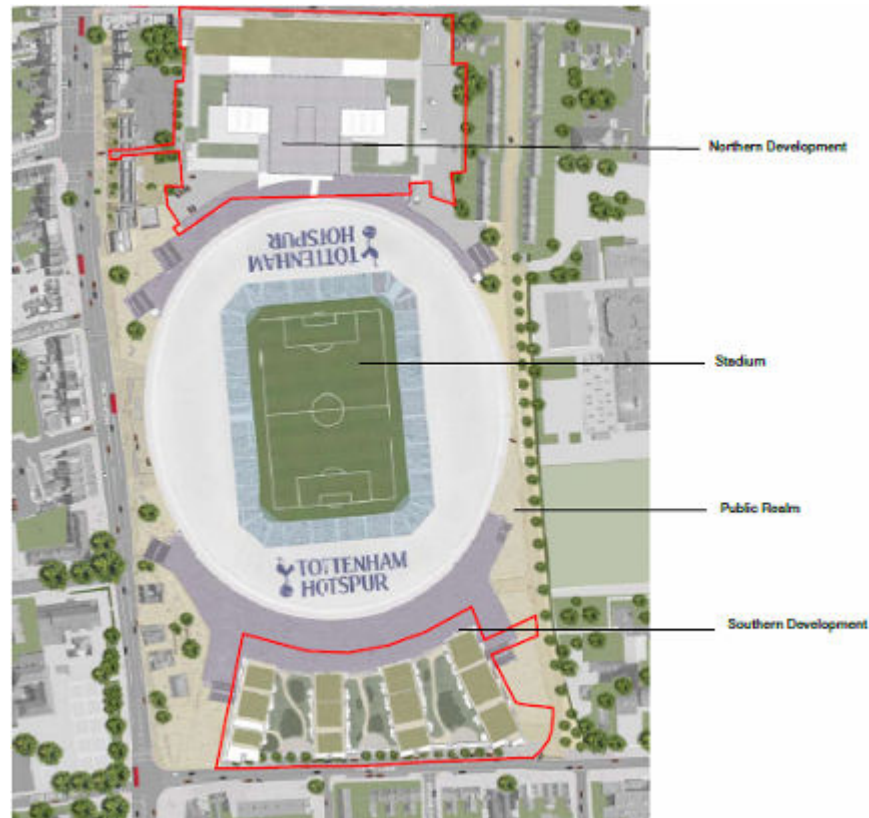 Northern Development
TOTTENHAM
HOTSPUR
Stadium
Public Realm
TOTTENHAM
HOTSPUR
Southern Development